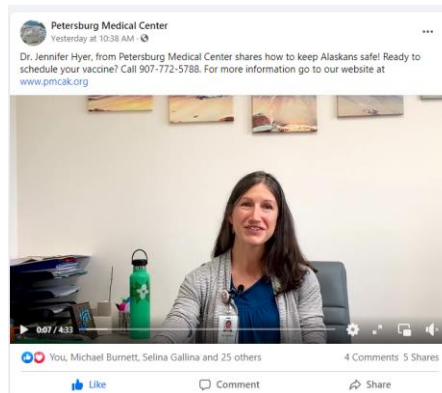 Petersburg Medical Center
Yesterday at 10:38 AM ·
Dr. Jennifer Hyer, from Petersburg Medical Center shares how to keep Alaskans safe! Ready to
schedule your vaccine? Call 907-772-5788. For more information go to our website at
www.pmcak.org
0:07 / 4:33
You, Michael Burnett, Selina Gallina and 25 others 4 Comments 5 Shares
Like Comment Share